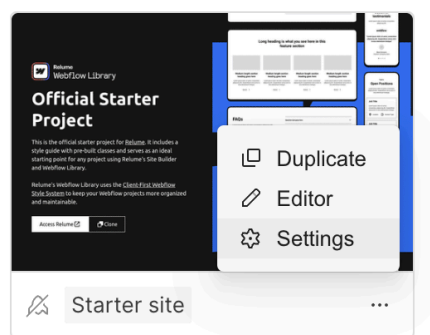 Relume
Webflow Library
Official Starter
Project
This is the official starter project for Relume. It includes a
style guide with pre-built classes and serves as an ideal
starting point for any project using Relume's Site Builder
and Webflow Library.
Relume's Webflow Library uses the Client-First Webflow
Style System to keep your Webflow projects more organized
and maintainable.
Access Relume
Clone
Long heading is what you see here in this
feature section
FAQs
Duplicate
Editor
Settings
Starter site